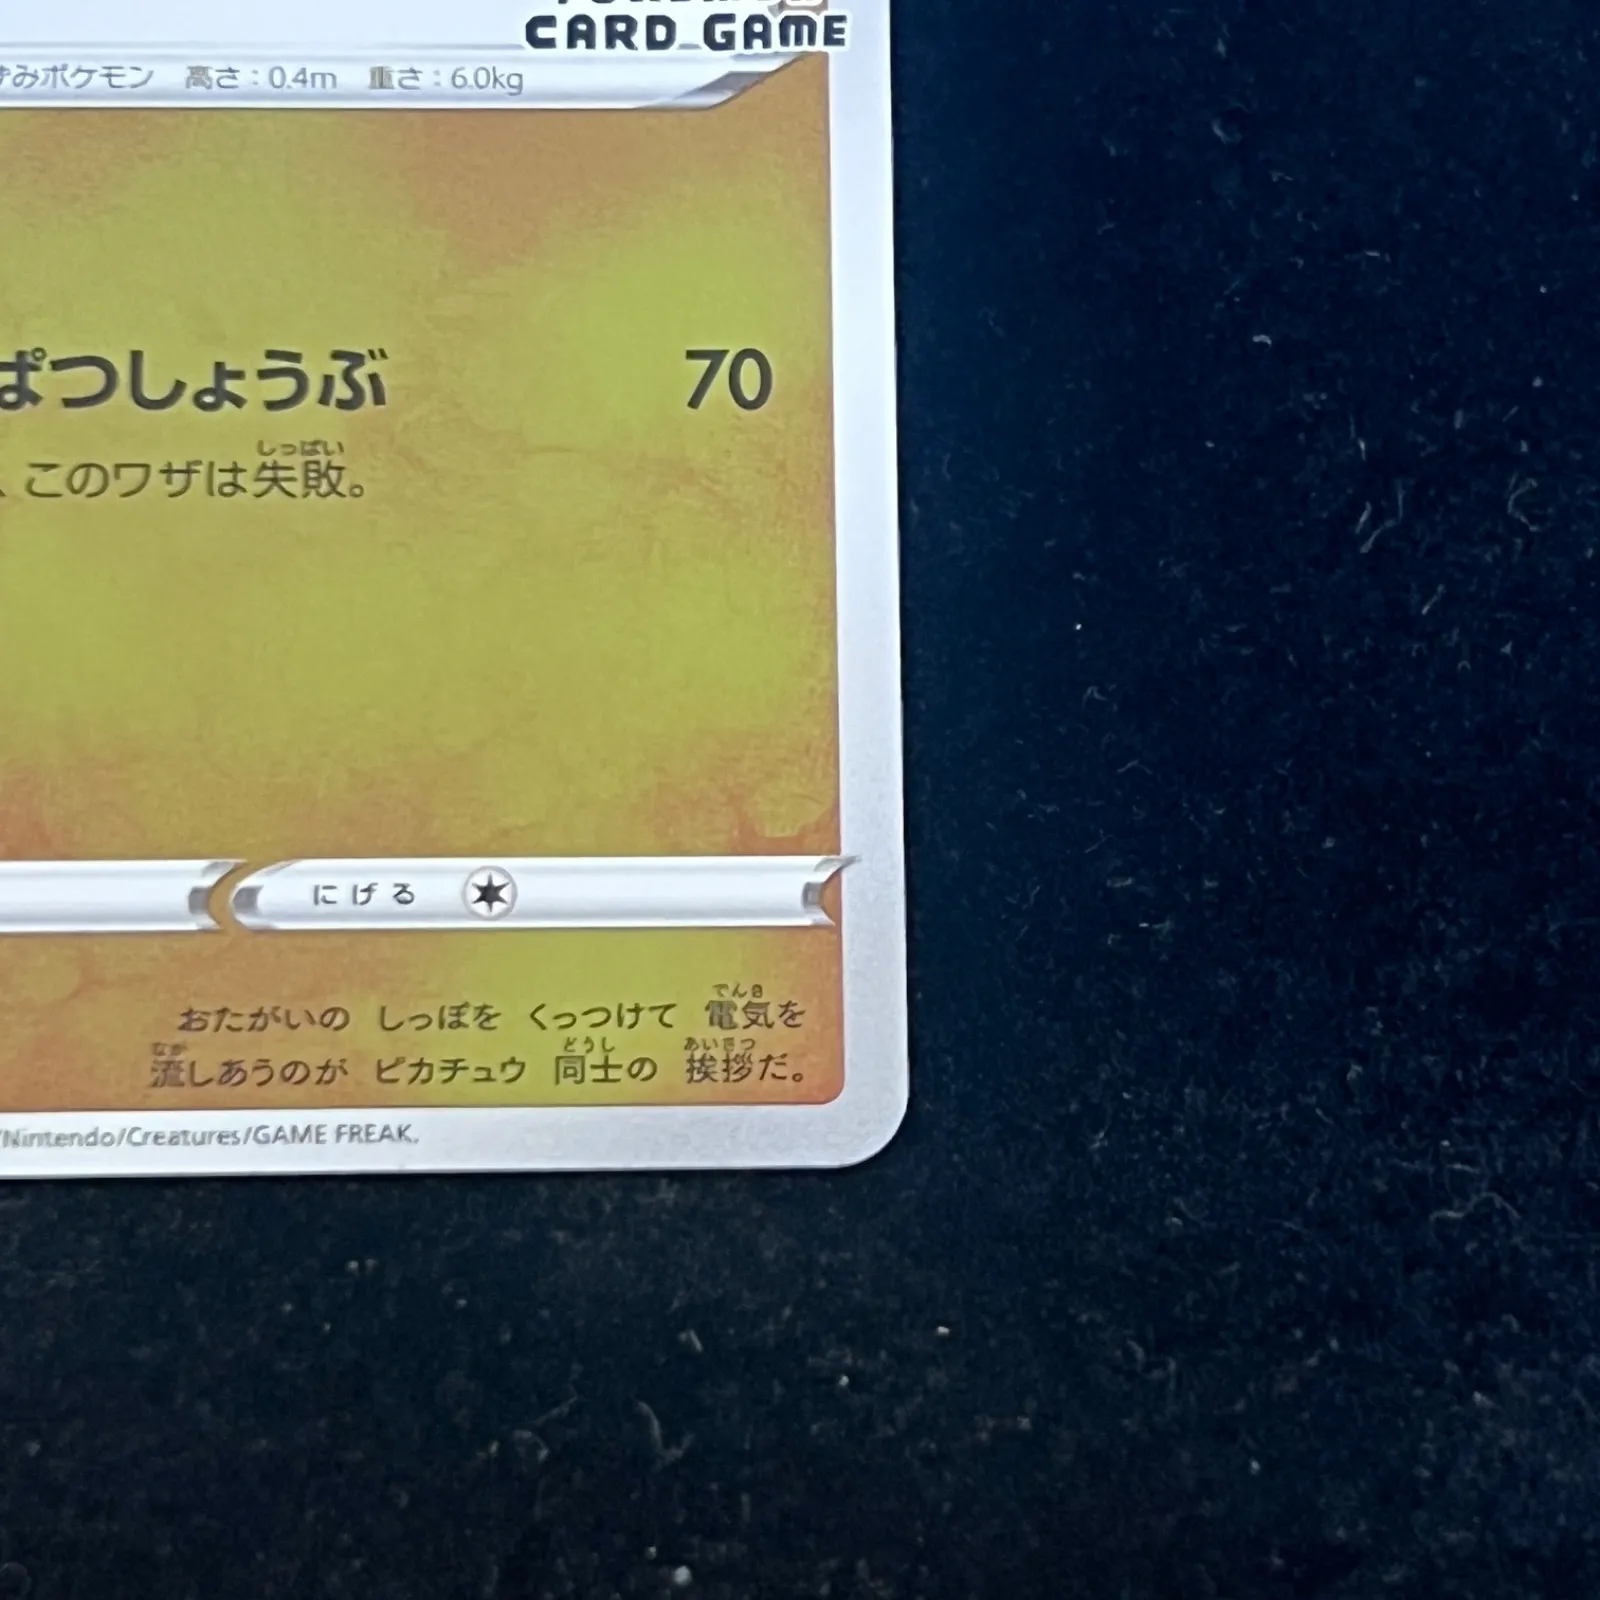 CARD GAME
ずみポケモン 高さ：0.4m 重さ：6.0kg
ぱつしょうぶ 70
しっぱい
、このワザは失敗。
にげる
でんき
おたがいの しっぽを くっつけて 電気を
なが どうし あいさつ
流しあうのが ピカチュウ 同士の 挨拶だ。
/Nintendo/Creatures/GAME FREAK.